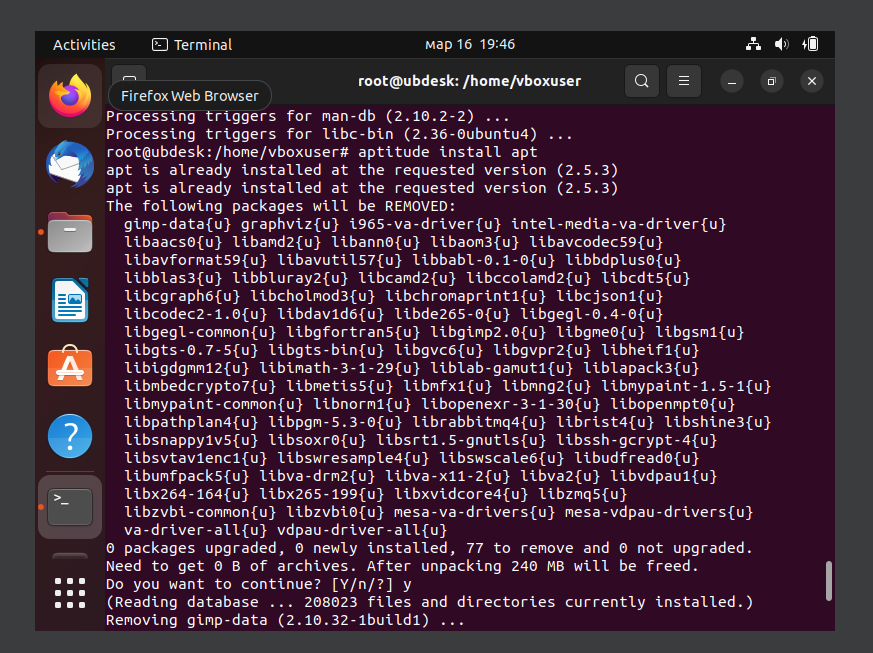 Activities
Terminal
мар 16 19:46
root@ubdesk: /home/vboxuser
Firefox Web Browser
Processing triggers for man-db (2.10.2-2) ...
Processing triggers for libc-bin (2.36-0ubuntu4) ...
root@ubdesk:/home/vboxuser# aptitude install apt
apt is already installed at the requested version (2.5.3)
apt is already installed at the requested version (2.5.3)
The following packages will be REMOVED:
gimp-data{u} graphviz{u} i965-va-driver{u} intel-media-va-driver{u}
libaacs0{u} libamd2{u} libann0{u} libaom3{u} libavcodec59{u}
libavformat59{u} libavutil57{u} libbabl-0.1-0{u} libbdplus0{u}
libblas3{u} libbluray2{u} libcamd2{u} libccolamd2{u} libcdt5{u}
libcgraph6{u} libcholmod3{u} libchromaprint1{u} libcjson1{u}
libcodec2-1.0{u} libdav1d6{u} libde265-0{u} libgegl-0.4-0{u}
libgegl-common{u} libgfortran5{u} libgimp2.0{u} libgme0{u} libgsm1{u}
libgts-0.7-5{u} libgts-bin{u} libgvc6{u} libgvpr2{u} libheif1{u}
libigdgmm12{u} libimath-3-1-29{u} liblab-gamut1{u} liblapack3{u}
libmbedcrypto7{u} libmetis5{u} libmfx1{u} libmng2{u} libmypaint-1.5-1{u}
libmypaint-common{u} libnorm1{u} libopenexr-3-1-30{u} libopenmpt0{u}
libpathplan4{u} libpgm-5.3-0{u} librabbitmq4{u} librist4{u} libshine3{u}
libsnappy1v5{u} libsoxr0{u} libsrt1.5-gnutls{u} libssh-gcrypt-4{u}
libsvtav1enc1{u} libswresample4{u} libswscale6{u} libudfread0{u}
libumfpack5{u} libva-drm2{u} libva-x11-2{u} libva2{u} libvdpau1{u}
libx264-164{u} libx265-199{u} libxvidcore4{u} libzmq5{u}
libzvbi-common{u} libzvbi0{u} mesa-va-drivers{u} mesa-vdpau-drivers{u}
va-driver-all{u} vdpau-driver-all{u}
0 packages upgraded, 0 newly installed, 77 to remove and 0 not upgraded.
Need to get 0 B of archives. After unpacking 240 MB will be freed.
Do you want to continue? [Y/n/?] y
(Reading database ... 208023 files and directories currently installed.)
Removing gimp-data (2.10.32-1build1) ...